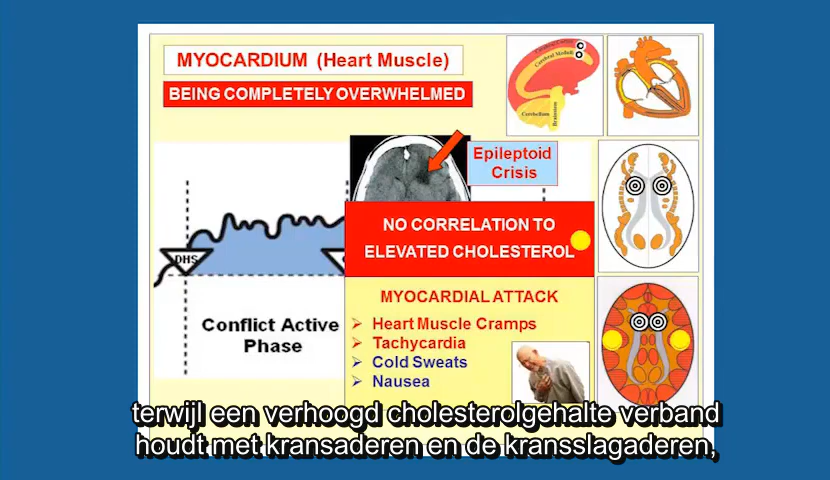 MYOCARDIUM (Heart Muscle)
BEING COMPLETELY OVERWHELMED
Cerebral Medulla
Cerebellum
Brainstem
Epileptoid
Crisis
NO CORRELATION TO
ELEVATED CHOLESTEROL
DHS
Conflict Active
Phase
MYOCARDIAL ATTACK
Heart Muscle Cramps
Tachycardia
Cold Sweats
Nausea
terwijl een verhoogd cholesterolgehalte verband
houdt met kransaderen en de kransslagaderen,